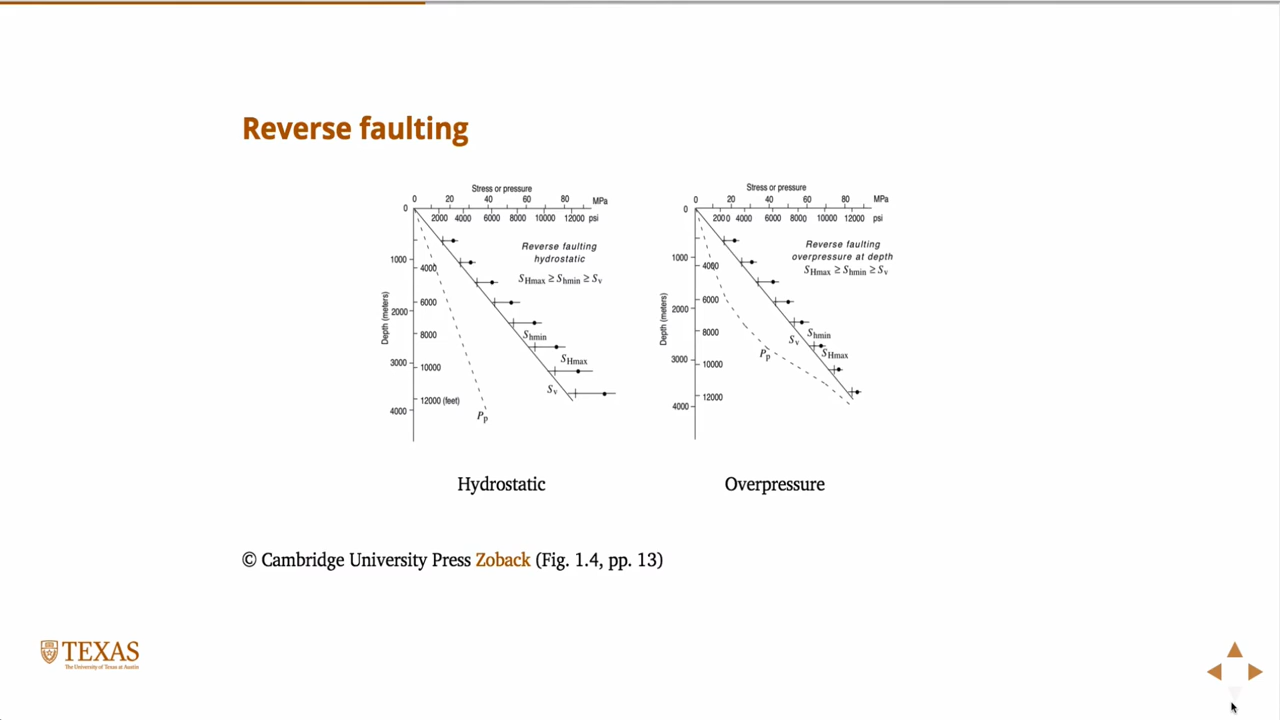 Reverse faulting
Stress or pressure
0 20 40 60 80 MPa
0
2000 4000 6000 8000 10000 12000 psi
Reverse faulting
hydrostatic
SHmax ≥ Shmin ≥ Sv
1000
4000
6000
2000
8000
3000
10000
12000 (feet)
4000
Depth (meters)
Shmin
SHmax
Sv
Pp
Stress or pressure
0 20 40 60 80 MPa
0
2000 4000 6000 8000 10000 12000 psi
Reverse faulting
overpressure at depth
SHmax ≥ Shmin ≥ Sv
1000
4000
6000
2000
8000
3000
10000
12000
4000
Depth (meters)
Shmin
Sv
SHmax
Pp
Hydrostatic
Overpressure
© Cambridge University Press Zoback (Fig. 1.4, pp. 13)
TEXAS
The University of Texas at Austin